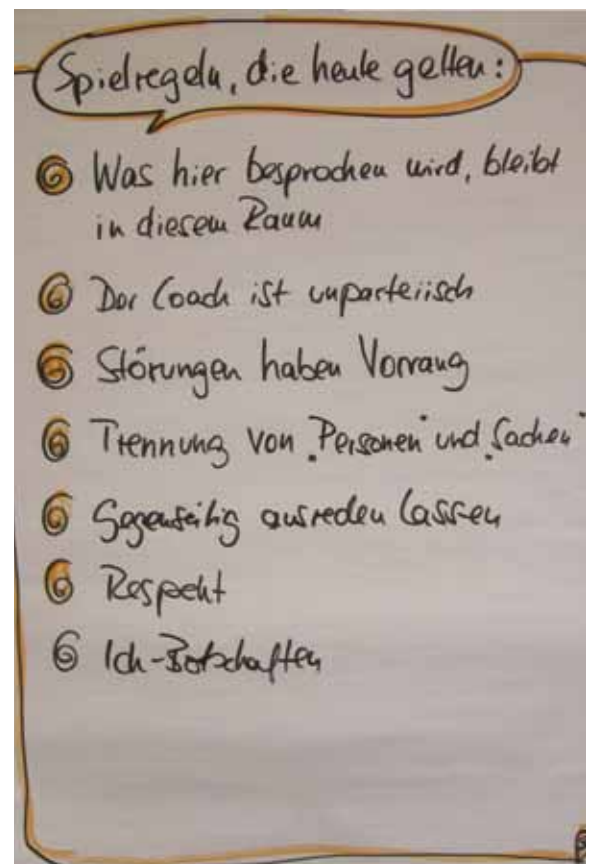 Spielregeln, die heute gelten:
Was hier besprochen wird, bleibt
in diesem Raum
Der Coach ist unparteiisch
Störungen haben Vorrang
Trennung von "Personen" und "Sachen"
Gegenseitig ausreden lassen
Respekt
Ich-Botschaften